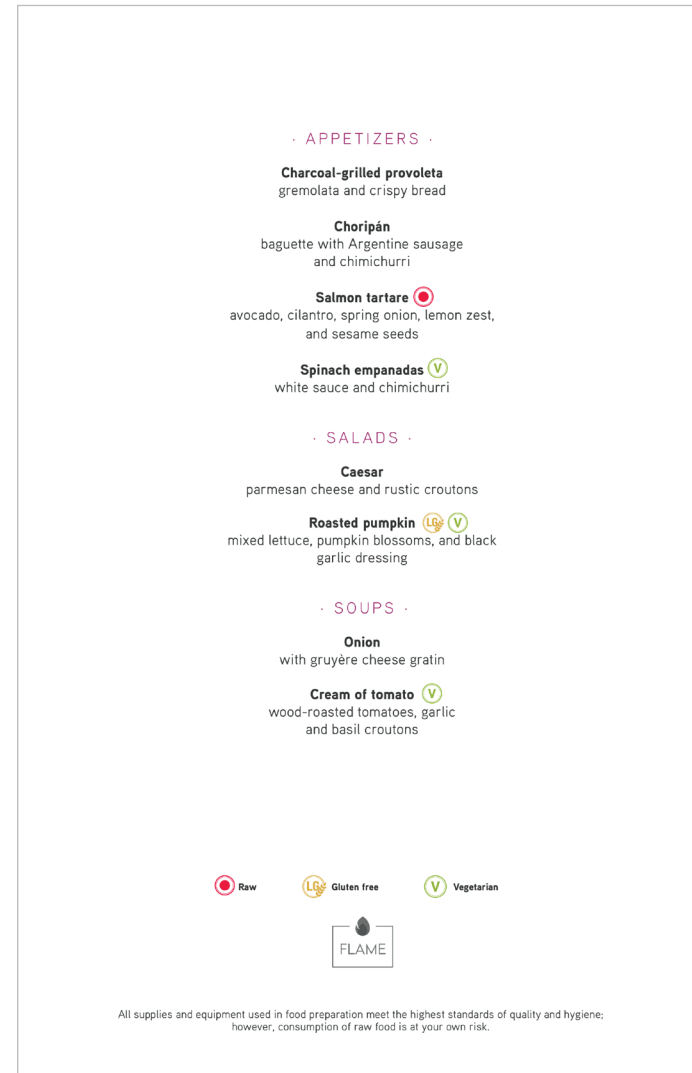 · APPETIZERS ·
Charcoal-grilled provoleta
gremolata and crispy bread
Choripán
baguette with Argentine sausage
and chimichurri
Salmon tartare
avocado, cilantro, spring onion, lemon zest,
and sesame seeds
Spinach empanadas V
white sauce and chimichurri
· SALADS ·
Caesar
parmesan cheese and rustic croutons
Roasted pumpkin LG V
mixed lettuce, pumpkin blossoms, and black
garlic dressing
· SOUPS ·
Onion
with gruyère cheese gratin
Cream of tomato V
wood-roasted tomatoes, garlic
and basil croutons
Raw LG Gluten free V Vegetarian
FLAME
All supplies and equipment used in food preparation meet the highest standards of quality and hygiene;
however, consumption of raw food is at your own risk.